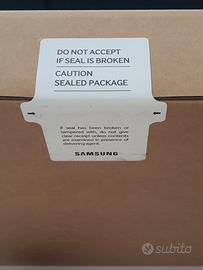 DO NOT ACCEPT
IF SEAL IS BROKEN
CAUTION
SEALED PACKAGE
If seal has been broken or
tampered with, do not give
clear receipt unless contents
are examined in presence of
delivering agent.
SAMSUNG
subito